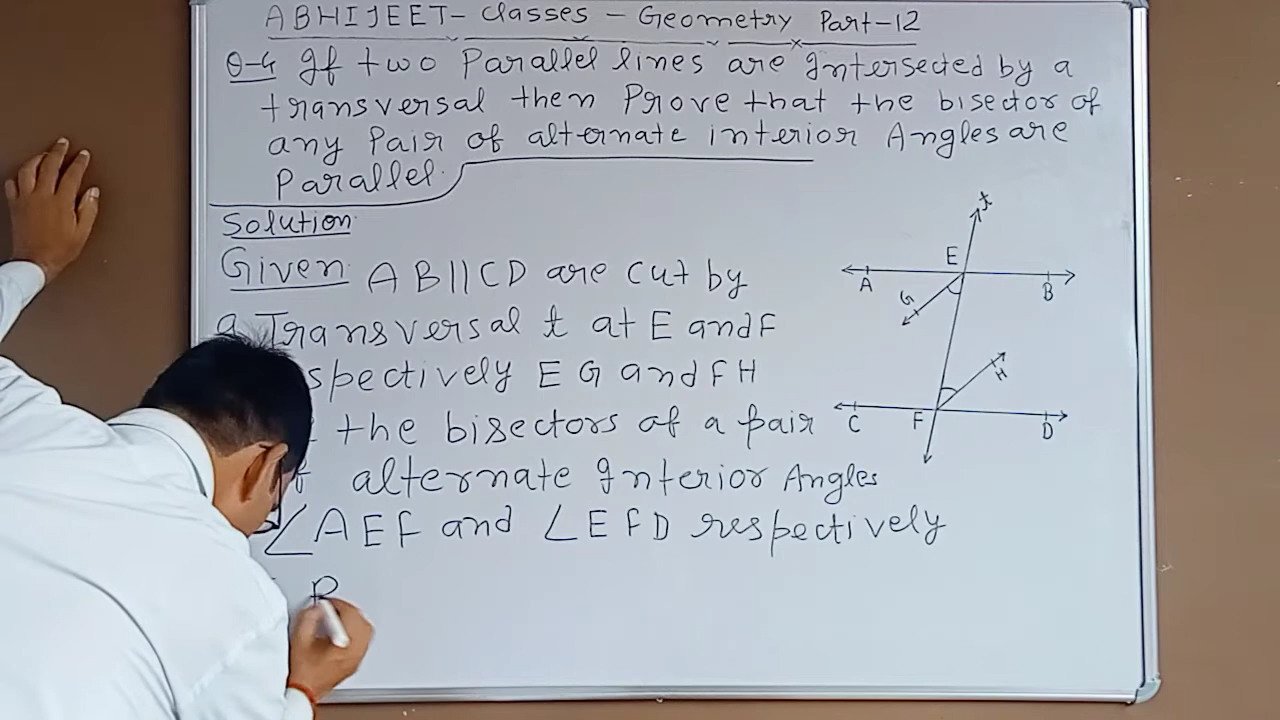 ABHIJEET- Classes - Geometry Part-12
Q-4 If two Parallel lines are Intersected by a
transversal then Prove that the bisector of
any Pair of alternate interior Angles are
Parallel.
Solution
Given AB||CD are cut by
a Transversal t at E and F
spectively EG and FH
the bisectors of a pair
alternate Interior Angles
∠AEF and ∠EFD respectively
P
t
E
A
B
G
H
C
F
D